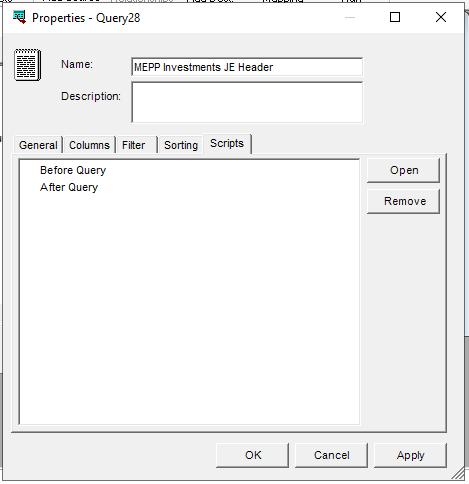 Properties - Query28
Name:
MEPP Investments JE Header
Description:
General Columns Filter Sorting Scripts
Before Query
After Query
Open
Remove
OK Cancel Apply